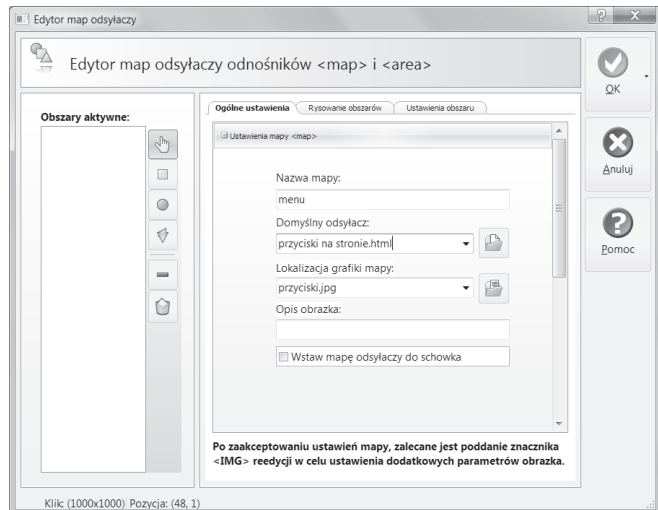 Edytor map odsyłaczy
Edytor map odsyłaczy odnośników <map> i <area>
OK
Anuluj
Pomoc
Obszary aktywne:
Ogólne ustawienia
Rysowanie obszarów
Ustawienia obszaru
Ustawienia mapy <map>
Nazwa mapy:
menu
Domyślny odsyłacz:
przyciski na stronie.html
Lokalizacja grafiki mapy:
przyciski.jpg
Opis obrazka:
Wstaw mapę odsyłaczy do schowka
Po zaakceptowaniu ustawień mapy, zalecane jest poddanie znacznika
<IMG> reedycji w celu ustawienia dodatkowych parametrów obrazka.
Klik: (1000x1000) Pozycja: (48, 1)